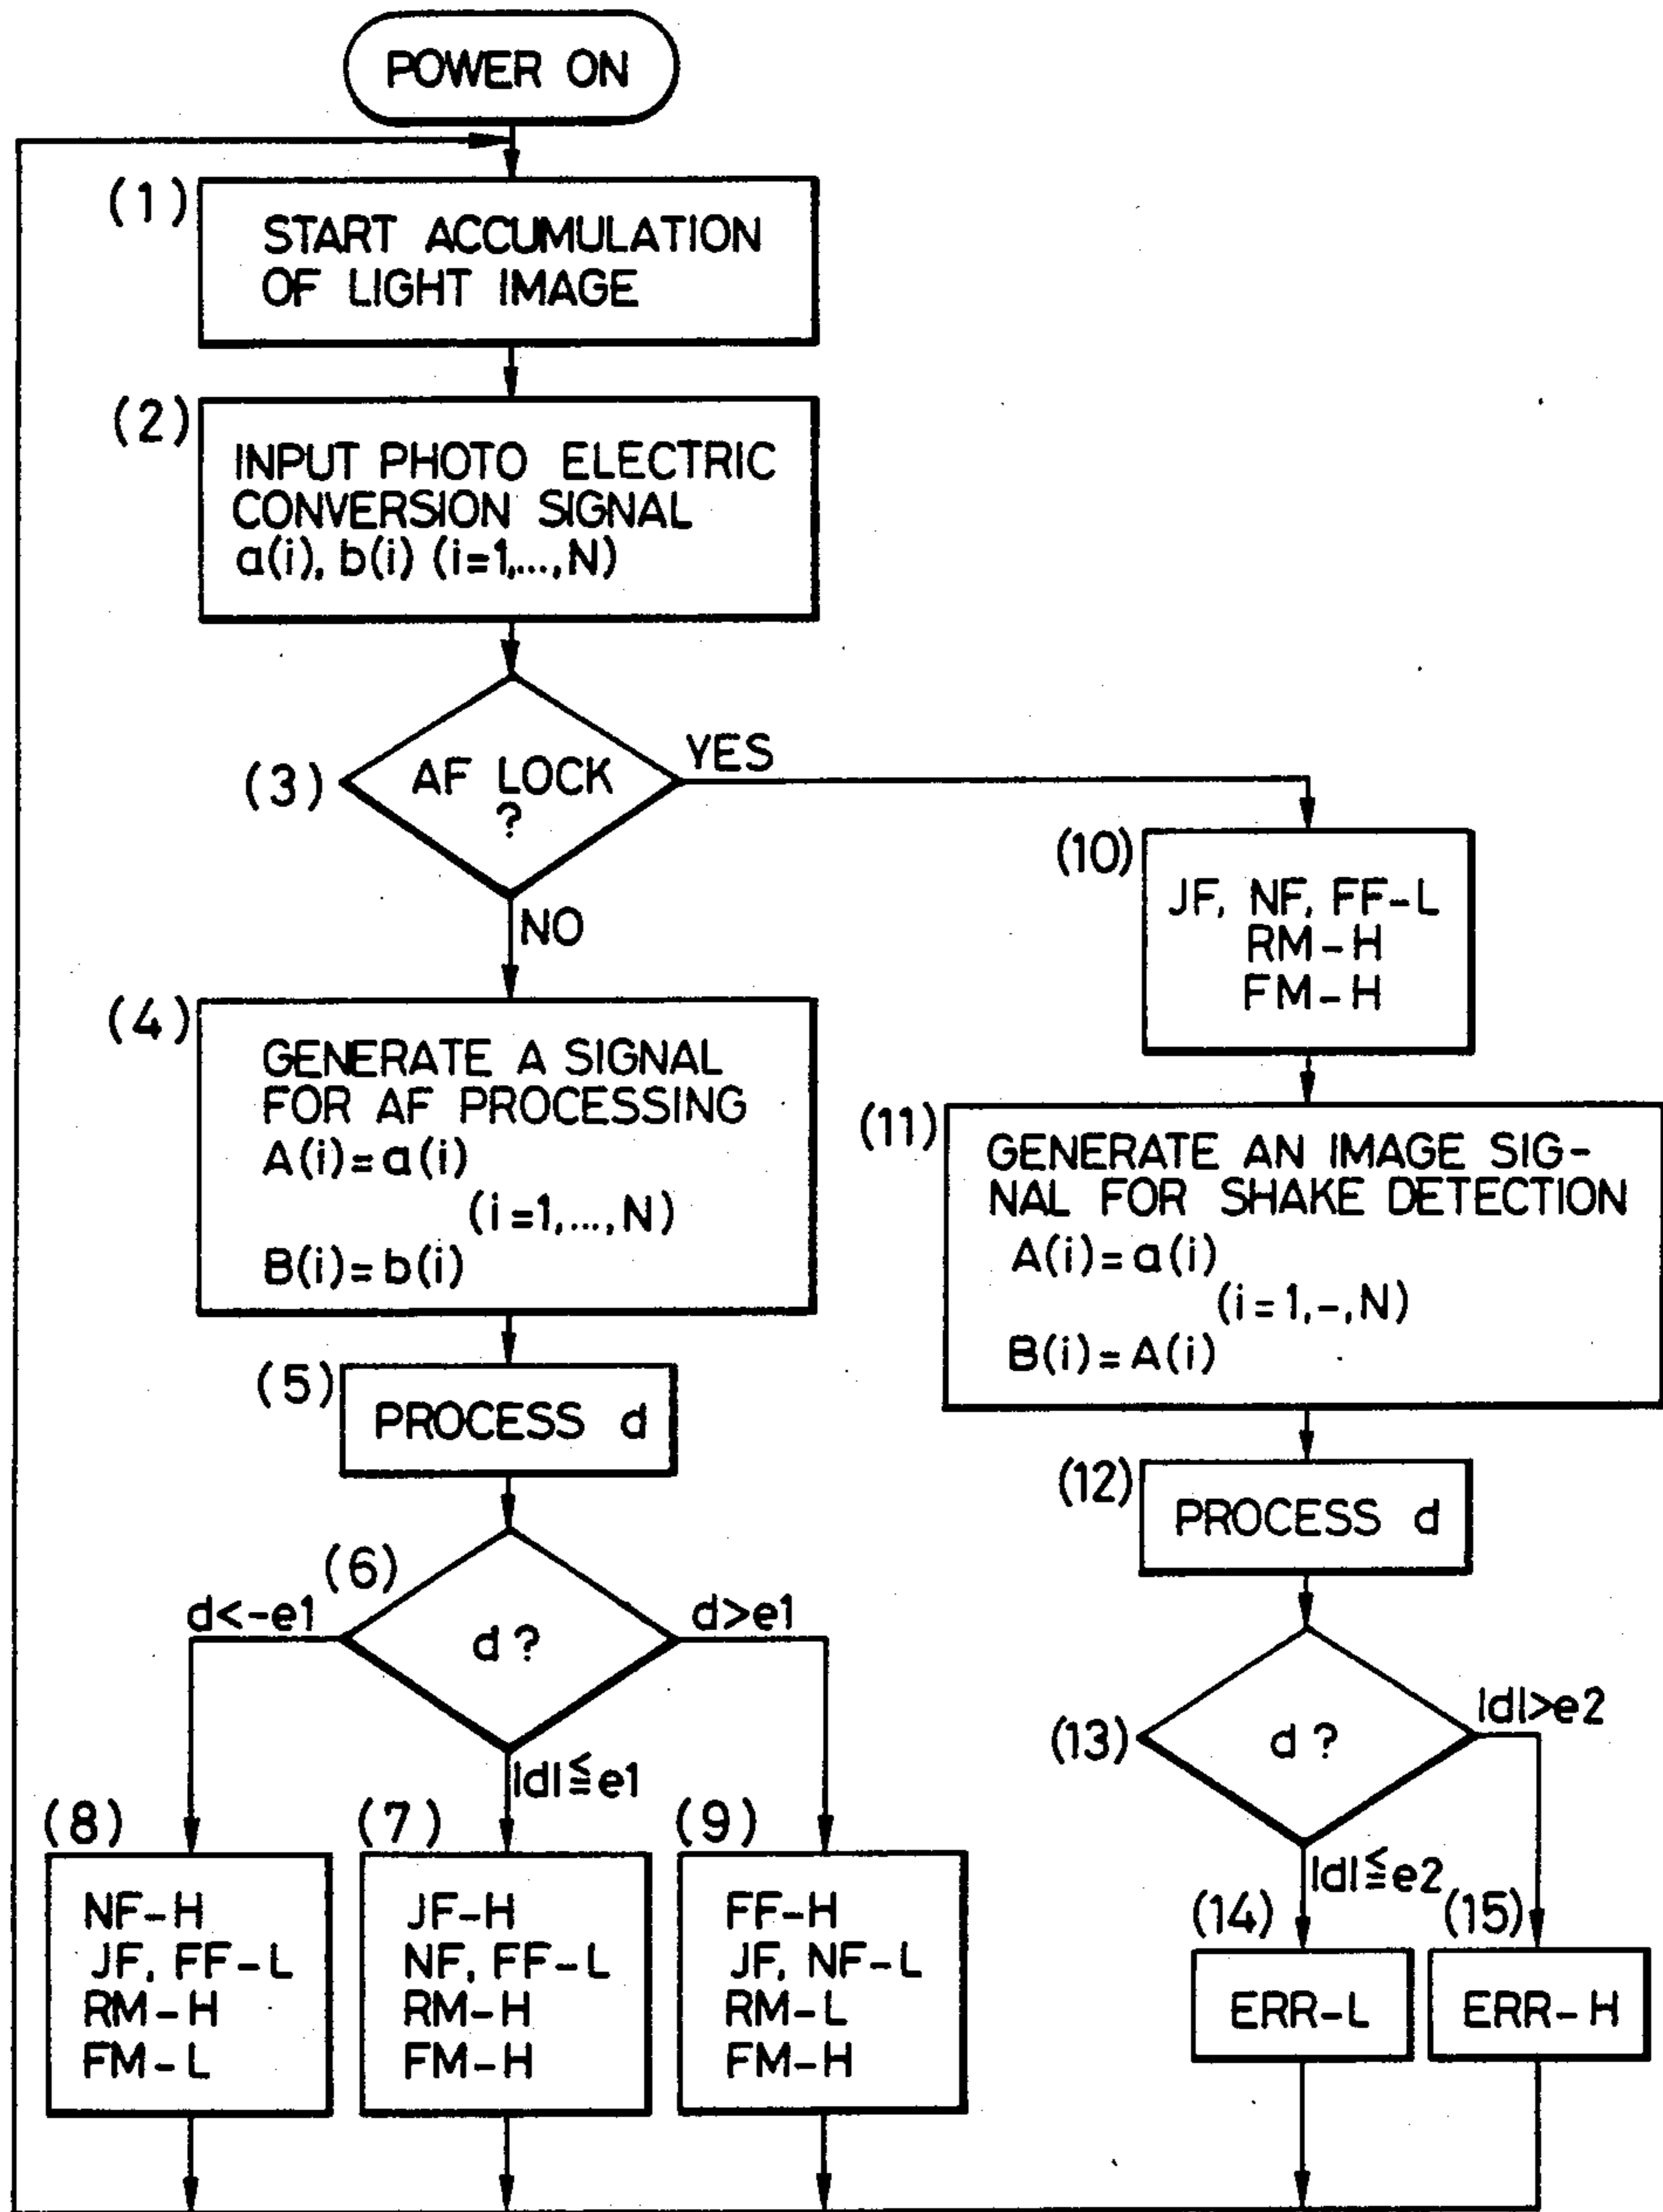 POWER ON
(1)
START ACCUMULATION
OF LIGHT IMAGE
(2)
INPUT PHOTO ELECTRIC
CONVERSION SIGNAL
a(i), b(i) (i=1,...,N)
(3)
AF LOCK
?
YES
NO
(4)
GENERATE A SIGNAL
FOR AF PROCESSING
A(i)=a(i)
(i=1,...,N)
B(i)=b(i)
(5)
PROCESS d
(6)
d?
d<-e1
d>e1
|d|≦e1
(8)
NF-H
JF, FF-L
RM-H
FM-L
(7)
JF-H
NF, FF-L
RM-H
FM-H
(9)
FF-H
JF, NF-L
RM-L
FM-H
(10)
JF, NF, FF-L
RM-H
FM-H
(11)
GENERATE AN IMAGE SIG-
NAL FOR SHAKE DETECTION
A(i)=a(i)
(i=1,-,N)
B(i)=A(i)
(12)
PROCESS d
(13)
d?
|d|>e2
|d|≦e2
(14)
ERR-L
(15)
ERR-H